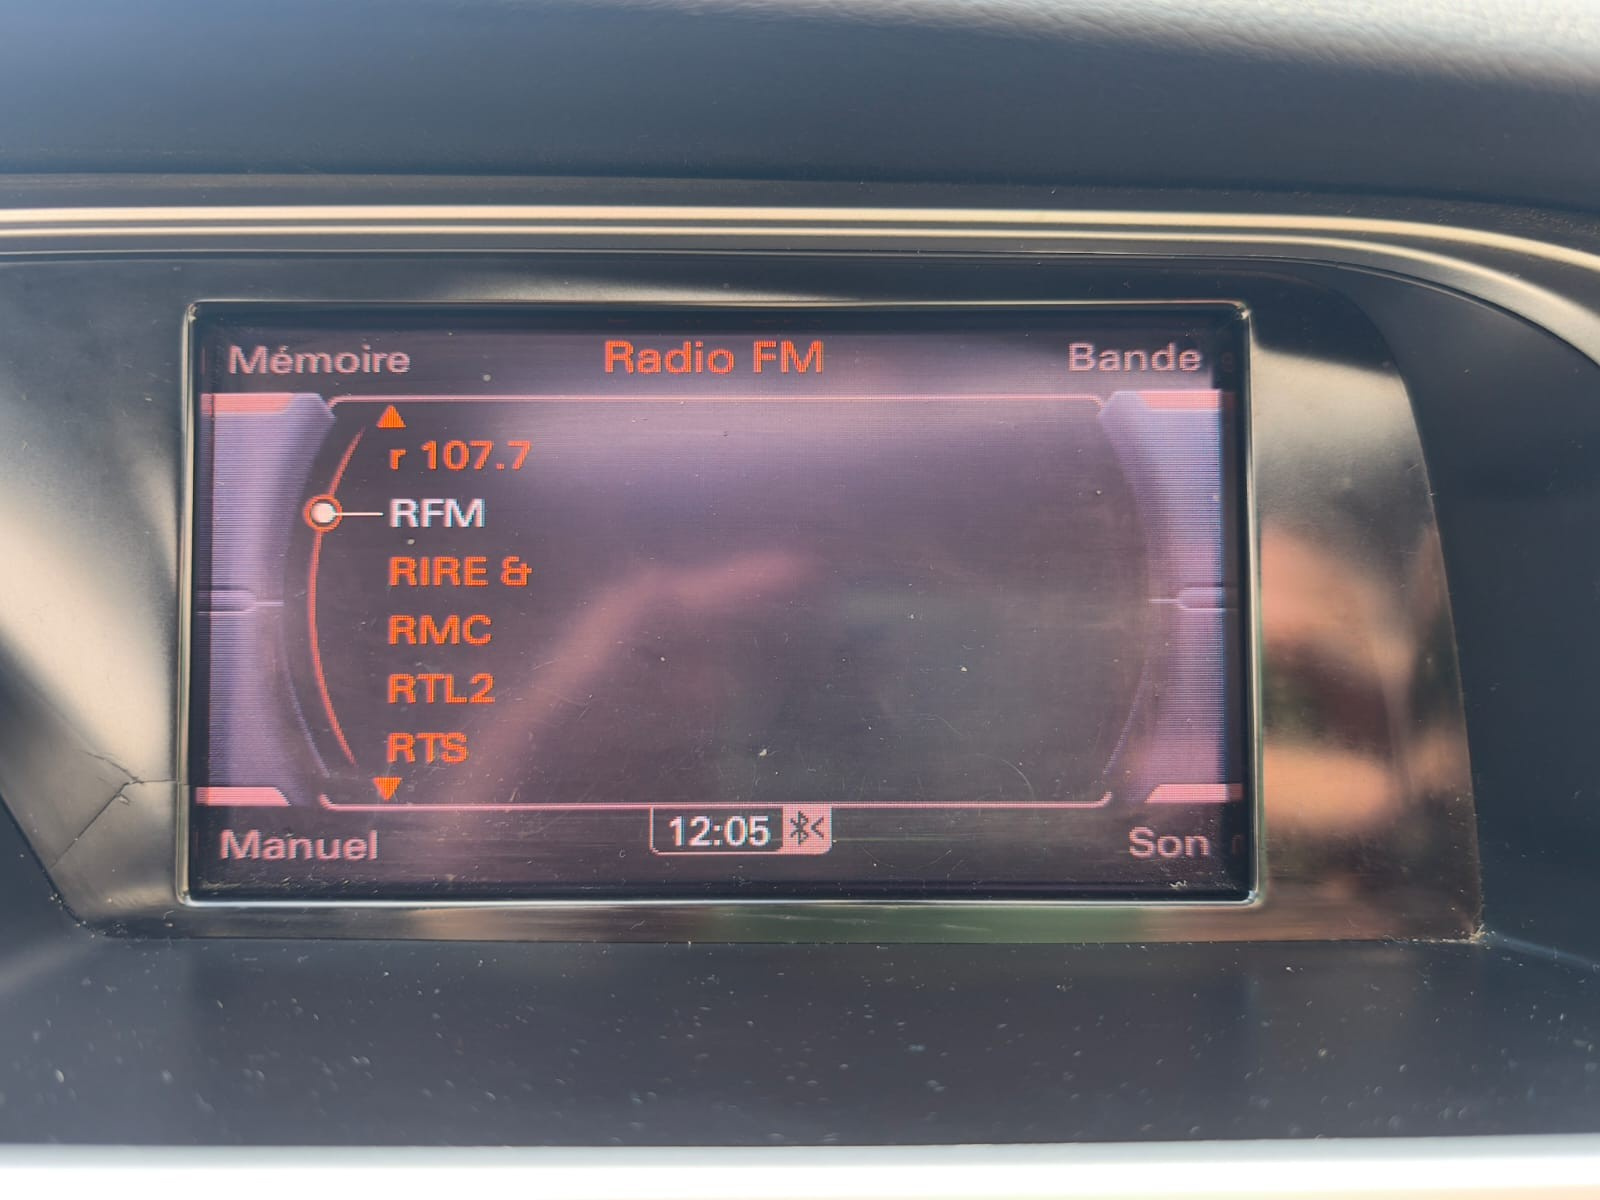 Mémoire Radio FM Bande
r 107.7
RFM
RIRE &
RMC
RTL2
RTS
Manuel 12:05 Son